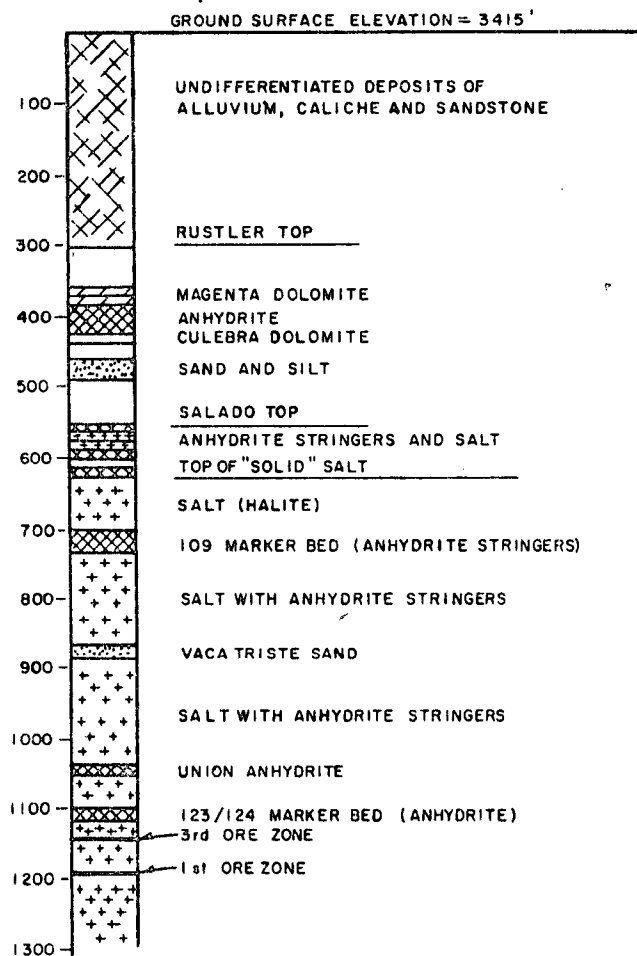 GROUND SURFACE ELEVATION = 3415'
UNDIFFERENTIATED DEPOSITS OF
100
ALLUVIUM, CALICHE AND SANDSTONE
200
RUSTLER TOP
300
MAGENTA DOLOMITE
400
ANHYDRITE
CULEBRA DOLOMITE
SAND AND SILT
500
SALADO TOP
ANHYDRITE STRINGERS AND SALT
600
TOP OF "SOLID" SALT
SALT (HALITE)
700
109 MARKER BED (ANHYDRITE STRINGERS)
800
SALT WITH ANHYDRITE STRINGERS
VACA TRISTE SAND
900
SALT WITH ANHYDRITE STRINGERS
1000
UNION ANHYDRITE
1100
123/124 MARKER BED (ANHYDRITE)
3rd ORE ZONE
1st ORE ZONE
1200
1300